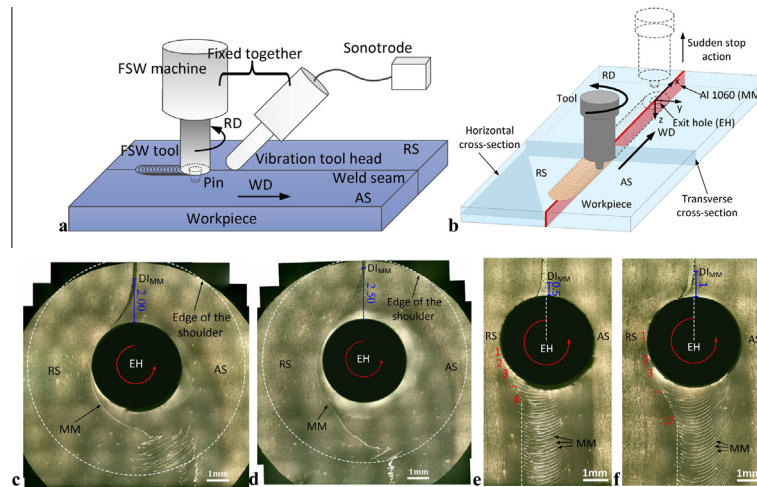 Fixed together
Sonotrode
FSW machine
RD
FSW tool
Vibration tool head
RS
Weld seam
Pin
WD
AS
Workpiece
a
Sudden stop
action
RD
Tool
x
Al 1060 (MM
y
Exit hole (EH)
z
WD
Horizontal
cross-section
RS
AS
Workpiece
Transverse
cross-section
b
DIMM
2.00
Edge of the
shoulder
EH
RS
AS
MM
1mm
c
DIMM
2.50
Edge of the
shoulder
EH
RS
AS
MM
1mm
d
DIMM
0.5
RS
EH
AS
1
2
3
MM
1mm
e
DIMM
1
RS
EH
AS
1
2
3
MM
1mm
f